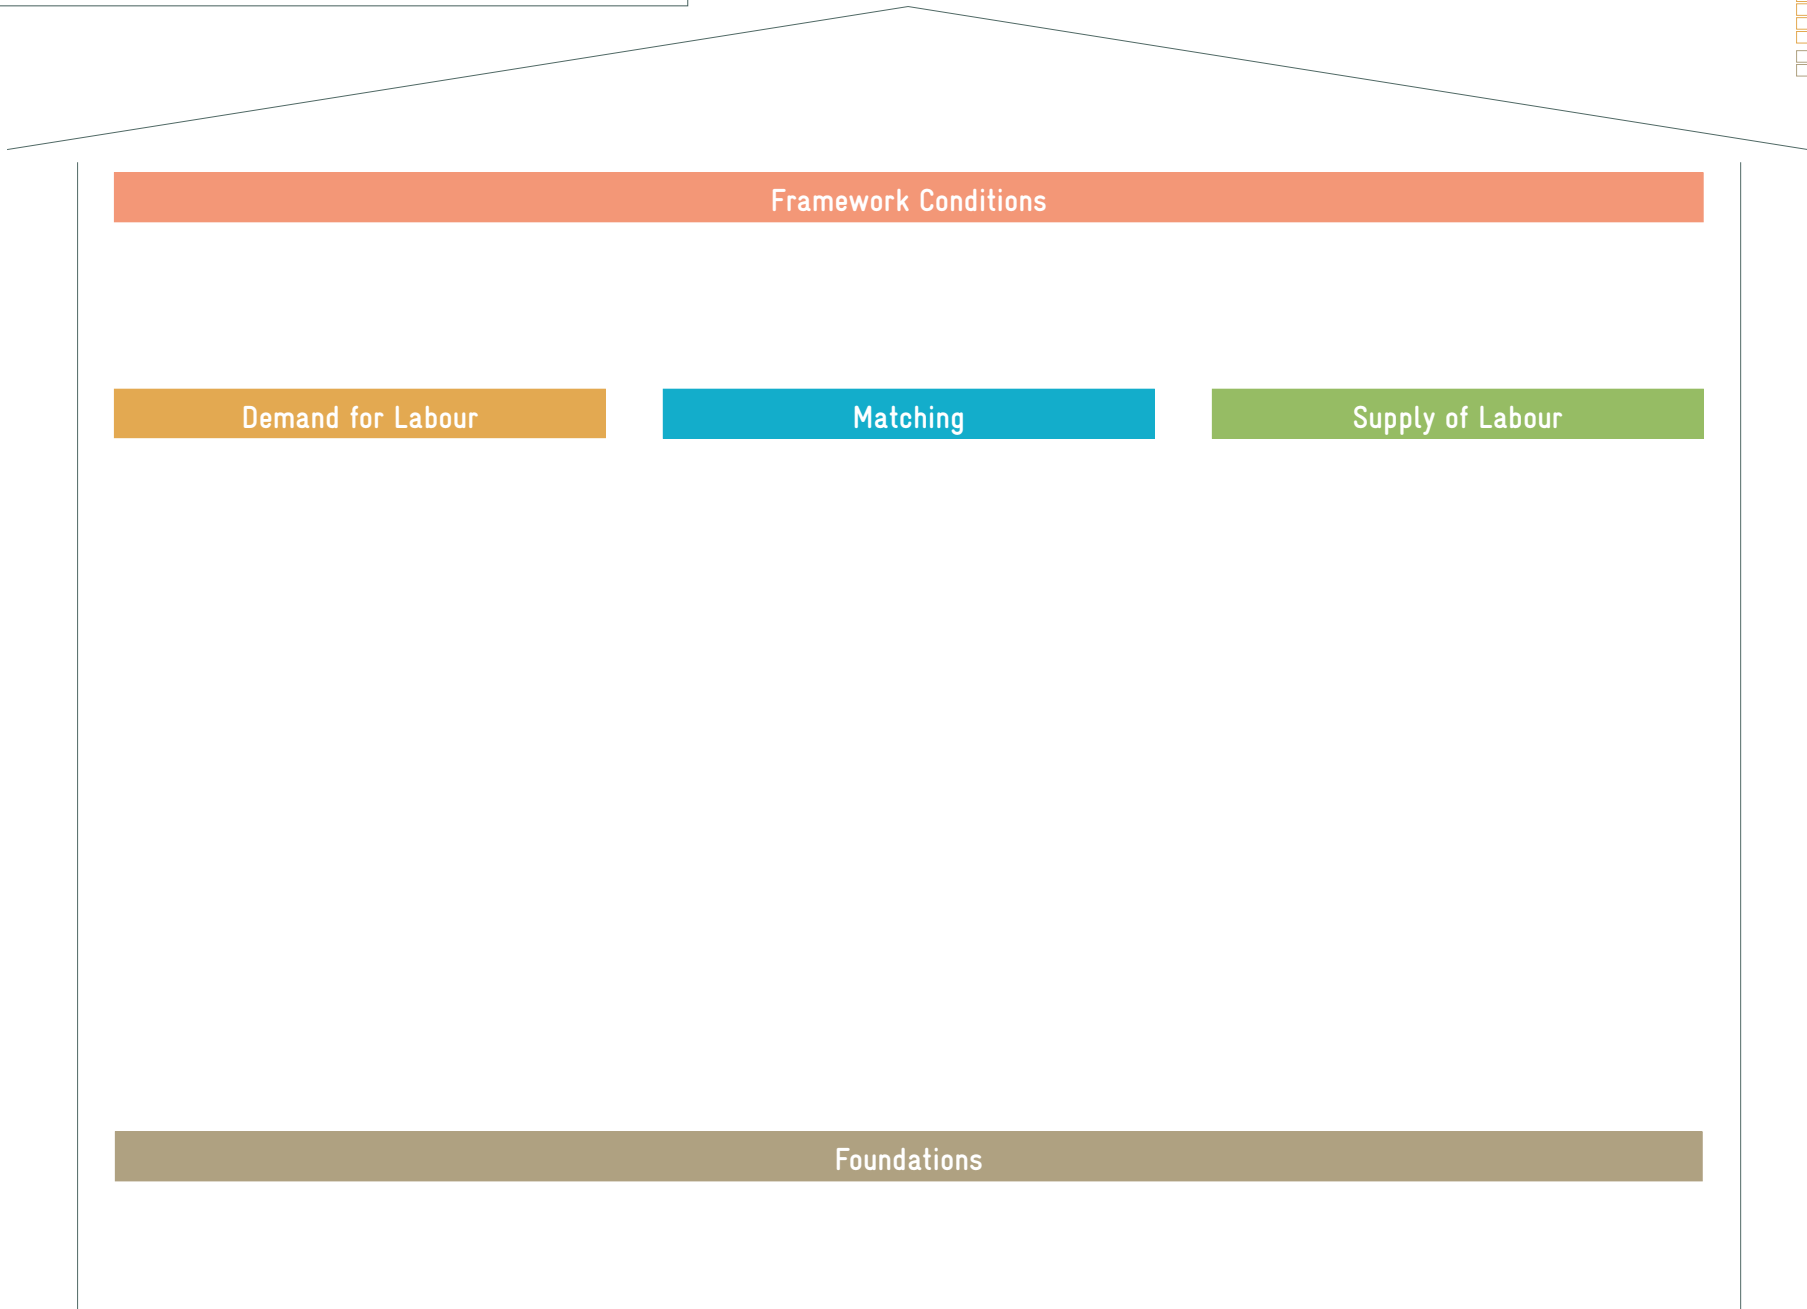 Framework Conditions
Demand for Labour
Matching
Supply of Labour
Foundations